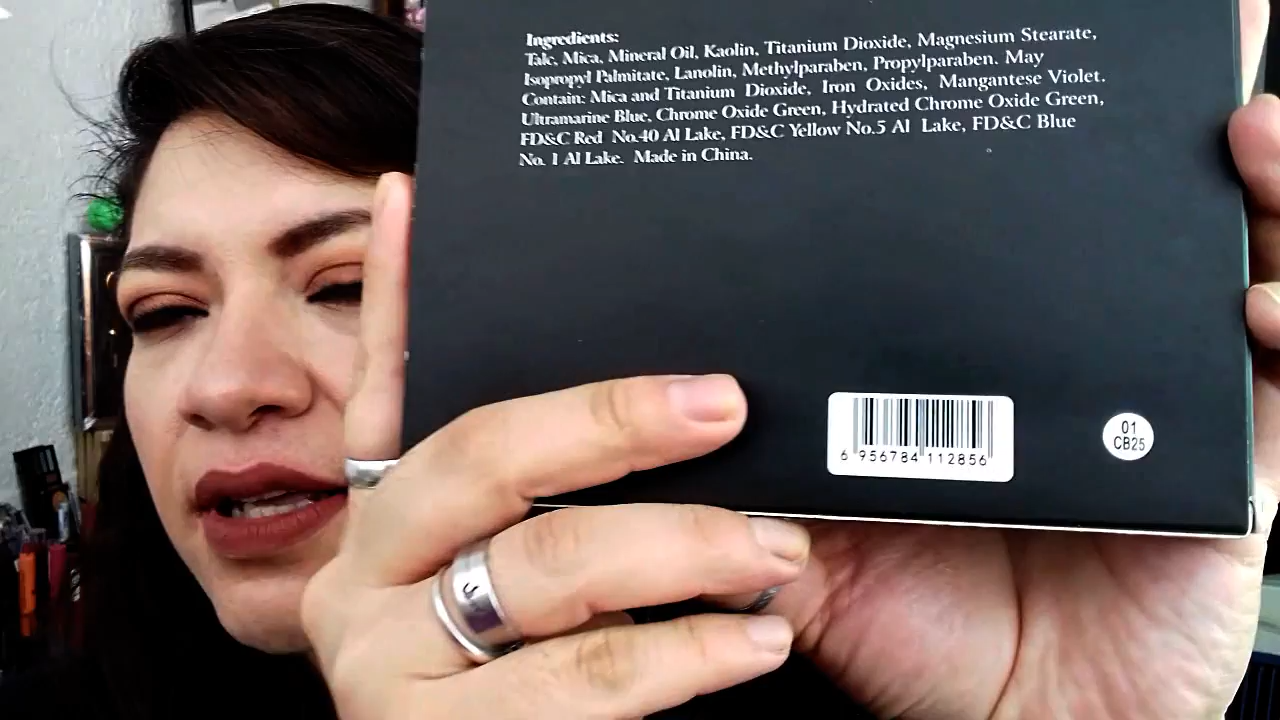 Ingredients:
Talc, Mica, Mineral Oil, Kaolin, Titanium Dioxide, Magnesium Stearate,
Isopropyl Palmitate, Lanolin, Methylparaben, Propylparaben. May
Contain: Mica and Titanium Dioxide, Iron Oxides, Mangantese Violet.
Ultramarine Blue, Chrome Oxide Green, Hydrated Chrome Oxide Green,
FD&C Red No.40 Al Lake, FD&C Yellow No.5 Al Lake, FD&C Blue
No. 1 Al Lake. Made in China.
6 956784 112856
01
CB25